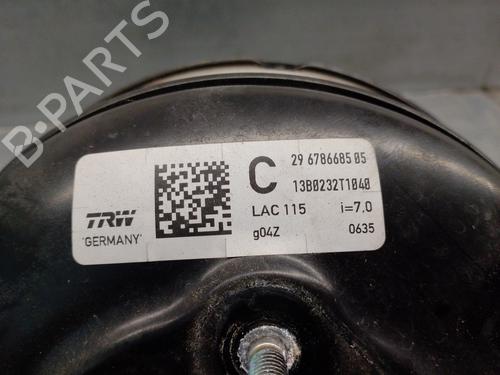 B-PARTS
TRW
'GERMANY'
C
29 6786685 05
13B0232T1040
LAC 115 i=7,0
g04Z 0635